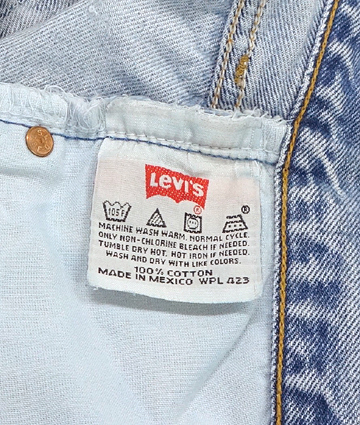 LEVI'S
®
105F
®
MACHINE WASH WARM. NORMAL CYCLE.
ONLY NON-CHLORINE BLEACH IF NEEDED.
TUMBLE DRY HOT. HOT IRON IF NEEDED.
WASH AND DRY WITH LIKE COLORS.
100% COTTON
MADE IN MEXICO WPL 423